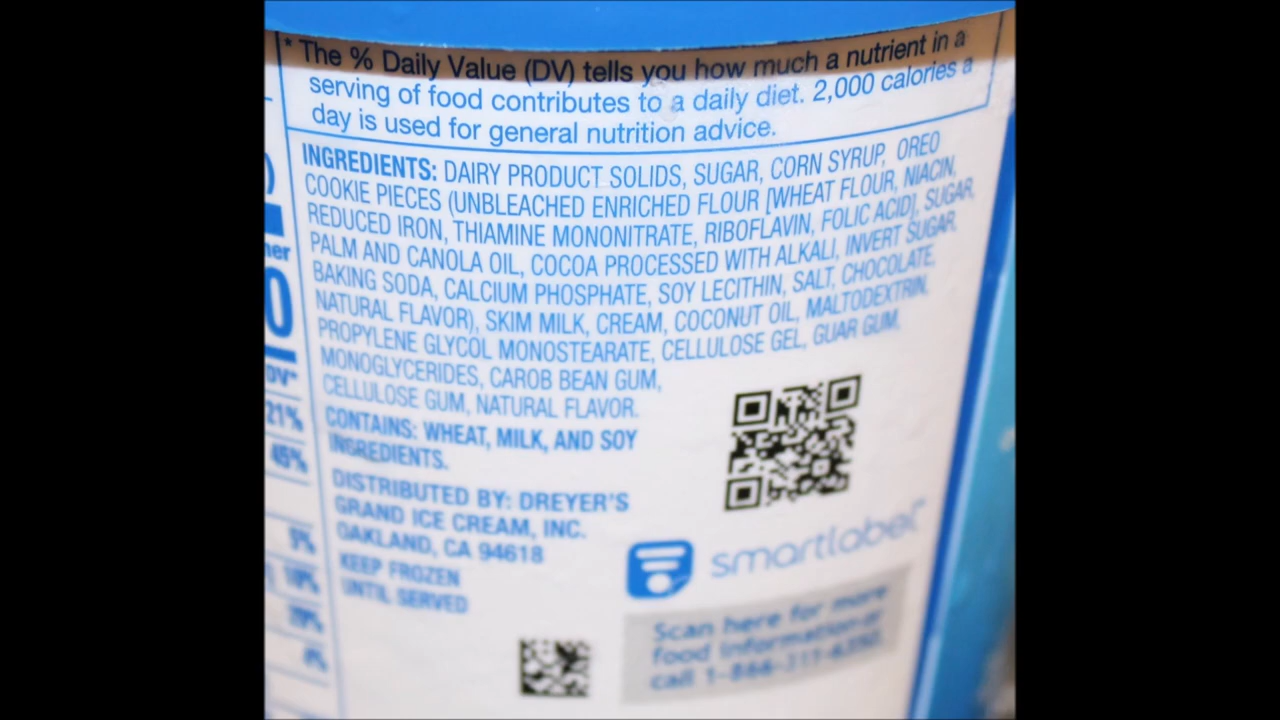 * The % Daily Value (DV) tells you how much a nutrient in a
serving of food contributes to a daily diet. 2,000 calories a
day is used for general nutrition advice.
INGREDIENTS: DAIRY PRODUCT SOLIDS, SUGAR, CORN SYRUP, OREO
COOKIE PIECES (UNBLEACHED ENRICHED FLOUR [WHEAT FLOUR, NIACIN,
REDUCED IRON, THIAMINE MONONITRATE, RIBOFLAVIN, FOLIC ACID], SUGAR,
PALM AND CANOLA OIL, COCOA PROCESSED WITH ALKALI, INVERT SUGAR,
BAKING SODA, CALCIUM PHOSPHATE, SOY LECITHIN, SALT, CHOCOLATE,
NATURAL FLAVOR), SKIM MILK, CREAM, COCONUT OIL, MALTODEXTRIN,
PROPYLENE GLYCOL MONOSTEARATE, CELLULOSE GEL, GUAR GUM,
MONOGLYCERIDES, CAROB BEAN GUM,
CELLULOSE GUM, NATURAL FLAVOR.
CONTAINS: WHEAT, MILK, AND SOY
INGREDIENTS.
DISTRIBUTED BY: DREYER'S
GRAND ICE CREAM, INC.
OAKLAND, CA 94618
KEEP FROZEN
UNTIL SERVED
smartlabel™
Scan here for more
food information or
call
DV*
21%
45%